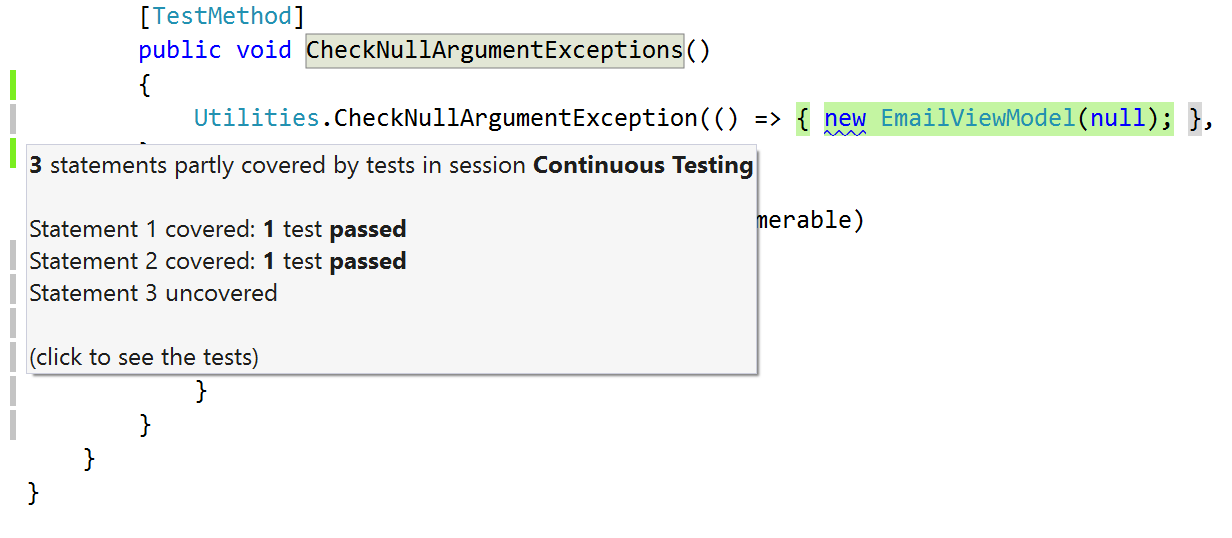 [TestMethod]
public void CheckNullArgumentExceptions()
{
Utilities.CheckNullArgumentException(() => { new EmailViewModel(null); },
3 statements partly covered by tests in session Continuous Testing
merable)
Statement 1 covered: 1 test passed
Statement 2 covered: 1 test passed
Statement 3 uncovered
(click to see the tests)
}
}
}
}